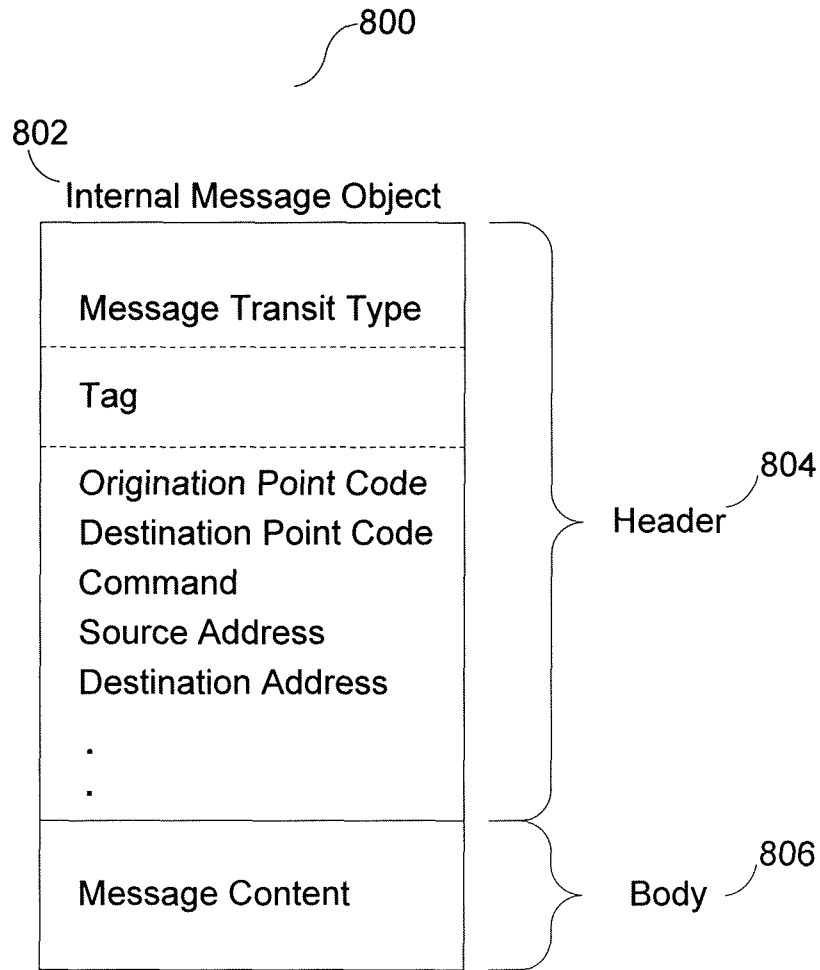 800
802
Internal Message Object
Message Transit Type
Tag
Origination Point Code
Destination Point Code
Command
Source Address
Destination Address
.
.
Header
804
Message Content
Body
806